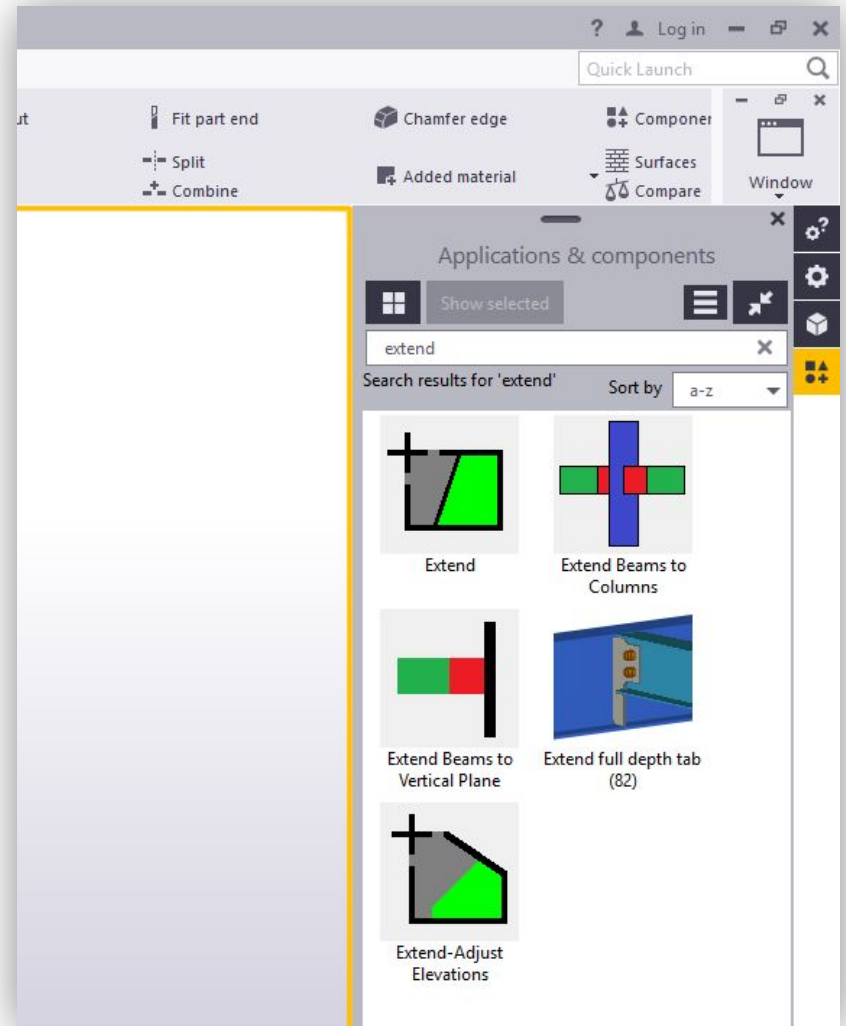 ? Log in
Quick Launch
ut Fit part end Chamfer edge Componer
Split Added material Surfaces
Combine Compare Window
Applications & components
Show selected
extend
Search results for 'extend' Sort by a-z
Extend Extend Beams to
Columns
Extend Beams to Extend full depth tab
Vertical Plane (82)
Extend-Adjust
Elevations